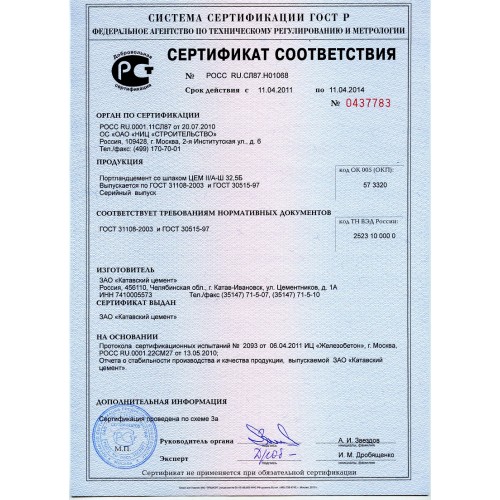 СИСТЕМА СЕРТИФИКАЦИИ ГОСТ Р
ФЕДЕРАЛЬНОЕ АГЕНТСТВО ПО ТЕХНИЧЕСКОМУ РЕГУЛИРОВАНИЮ И МЕТРОЛОГИИ
Добровольная
сертификация
СЕРТИФИКАТ СООТВЕТСТВИЯ
№ РОСС RU.СЛ87.Н01068
Срок действия с 11.04.2011 по 11.04.2014
№ 0437783
ОРГАН ПО СЕРТИФИКАЦИИ
РОСС RU.0001.11СЛ87 от 20.07.2010
ОС «ОАО «НИЦ «СТРОИТЕЛЬСТВО»
Россия, 109428, г. Москва, 2-я Институтская ул., д. 6
Тел./факс: (499) 170-70-01
ПРОДУКЦИЯ
Портландцемент со шлаком ЦЕМ II/А-Ш 32,5Б
Выпускается по ГОСТ 31108-2003 и ГОСТ 30515-97
Серийный выпуск
код ОК 005 (ОКП):
57 3320
СООТВЕТСТВУЕТ ТРЕБОВАНИЯМ НОРМАТИВНЫХ ДОКУМЕНТОВ
ГОСТ 31108-2003 и ГОСТ 30515-97
код ТН ВЭД России:
2523 10 000 0
ИЗГОТОВИТЕЛЬ
ЗАО «Катавский цемент»
Россия, 456110, Челябинская обл., г. Катав-Ивановск, ул. Цементников, д. 1А
ИНН 7410005573 Тел./факс (35147) 71-5-07, (35147) 71-5-10
СЕРТИФИКАТ ВЫДАН
ЗАО «Катавский цемент»
НА ОСНОВАНИИ
Протокола сертификационных испытаний № 2093 от 06.04.2011 ИЦ «Железобетон», г. Москва,
РОСС RU.0001.22СМ27 от 13.05.2010;
Отчета о стабильности производства и качества продукции, выпускаемой ЗАО «Катавский
цемент»
ДОПОЛНИТЕЛЬНАЯ ИНФОРМАЦИЯ
Сертификация проведена по схеме 3а
М.П.
Руководитель органа
подпись
А. И. Звездов
инициалы, фамилия
Эксперт
подпись
И. М. Дробященко
инициалы, фамилия
Сертификат не применяется при обязательной сертификации